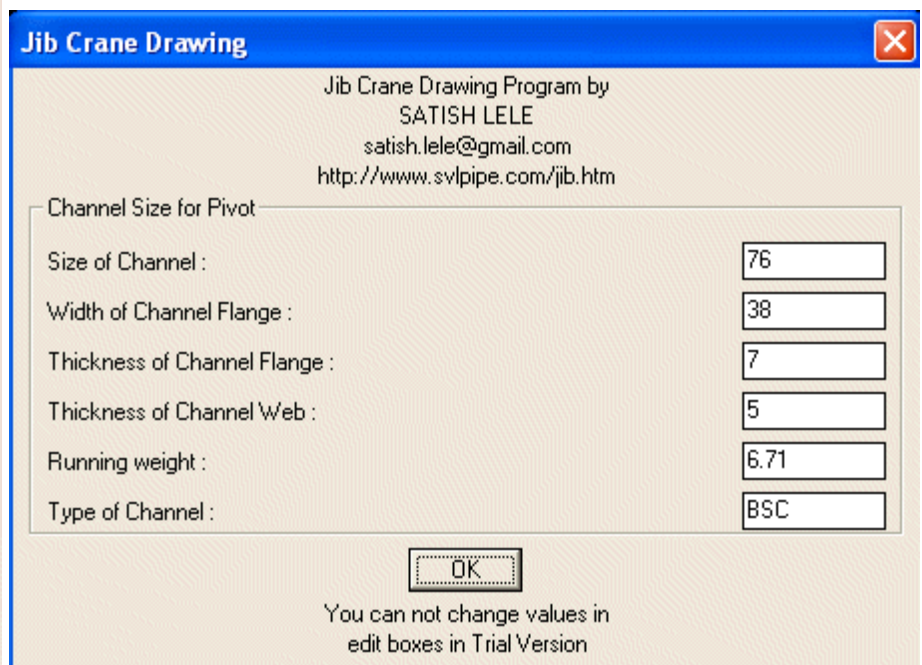 Jib Crane Drawing
Jib Crane Drawing Program by
SATISH LELE
satish.lele@gmail.com
http://www.svlpipe.com/jib.htm
Channel Size for Pivot
Size of Channel : 76
Width of Channel Flange : 38
Thickness of Channel Flange : 7
Thickness of Channel Web : 5
Running weight : 6.71
Type of Channel : BSC
OK
You can not change values in
edit boxes in Trial Version